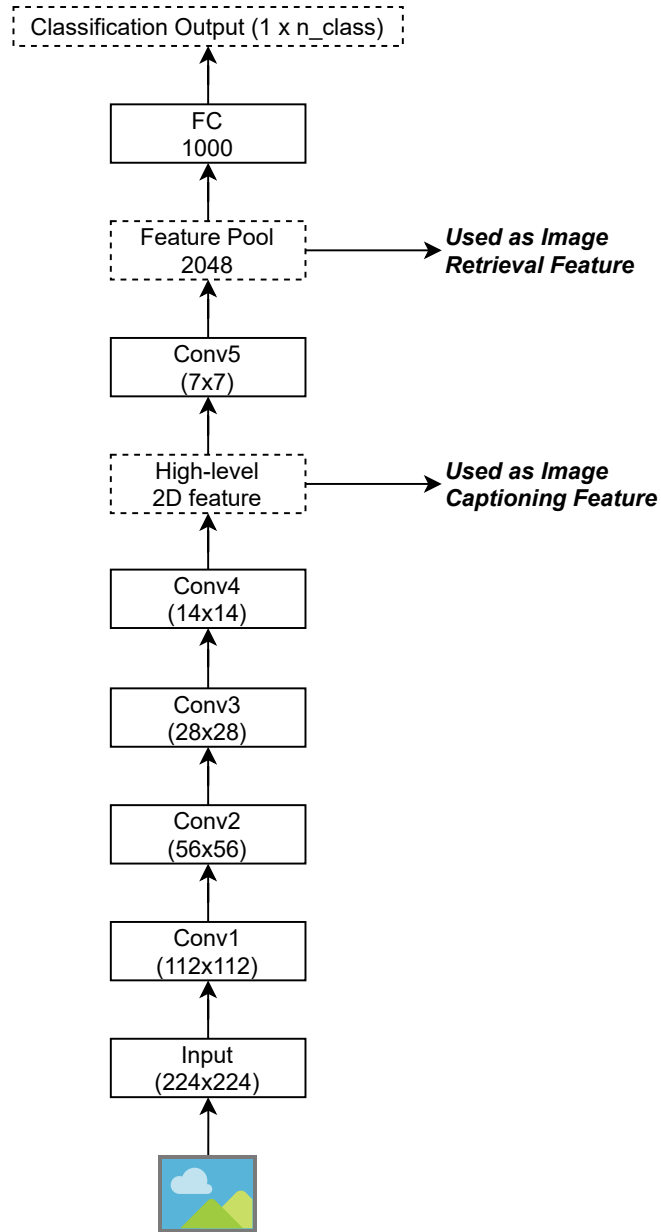 Classification Output (1 x n_class)
FC
1000
Feature Pool
2048
Used as Image
Retrieval Feature
Conv5
(7x7)
High-level
2D feature
Used as Image
Captioning Feature
Conv4
(14x14)
Conv3
(28x28)
Conv2
(56x56)
Conv1
(112x112)
Input
(224x224)